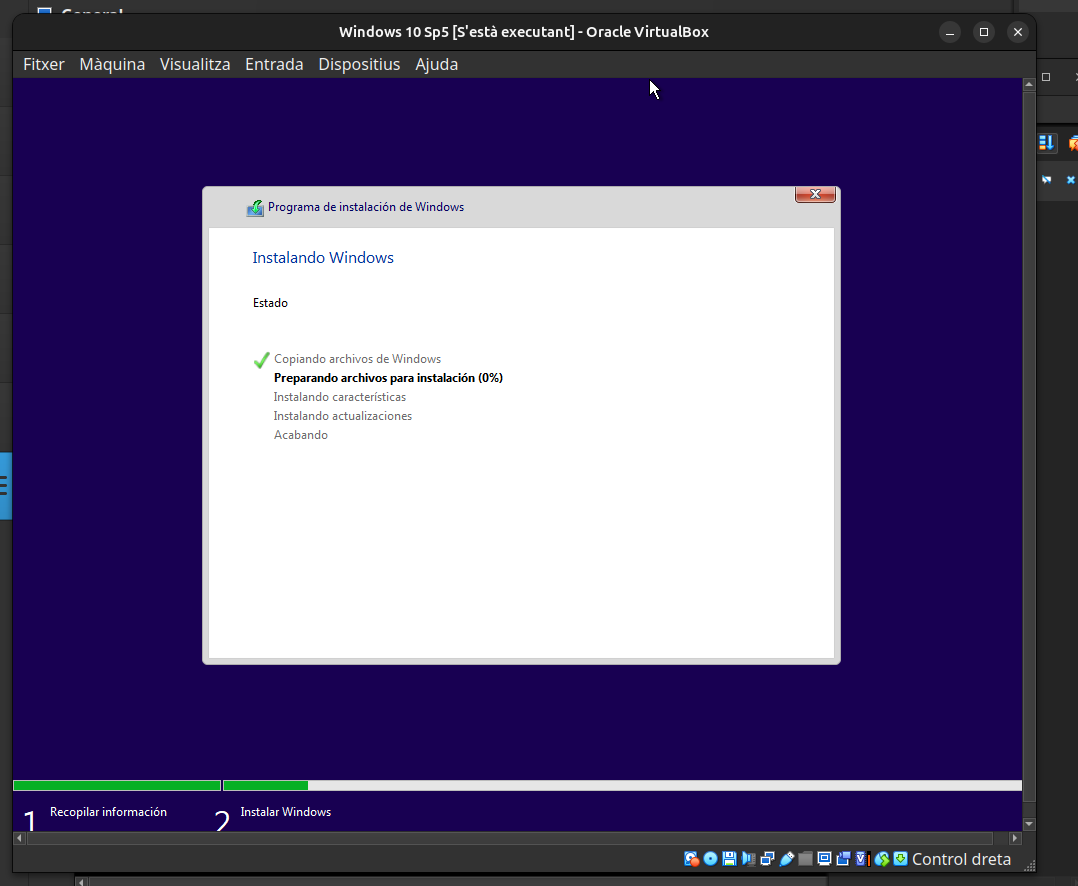 General
Windows 10 Sp5 [S'està executant] - Oracle VirtualBox
Fitxer Màquina Visualitza Entrada Dispositius Ajuda
Programa de instalación de Windows
Instalando Windows
Estado
Copiando archivos de Windows
Preparando archivos para instalación (0%)
Instalando características
Instalando actualizaciones
Acabando
1 Recopilar información 2 Instalar Windows
Control dreta